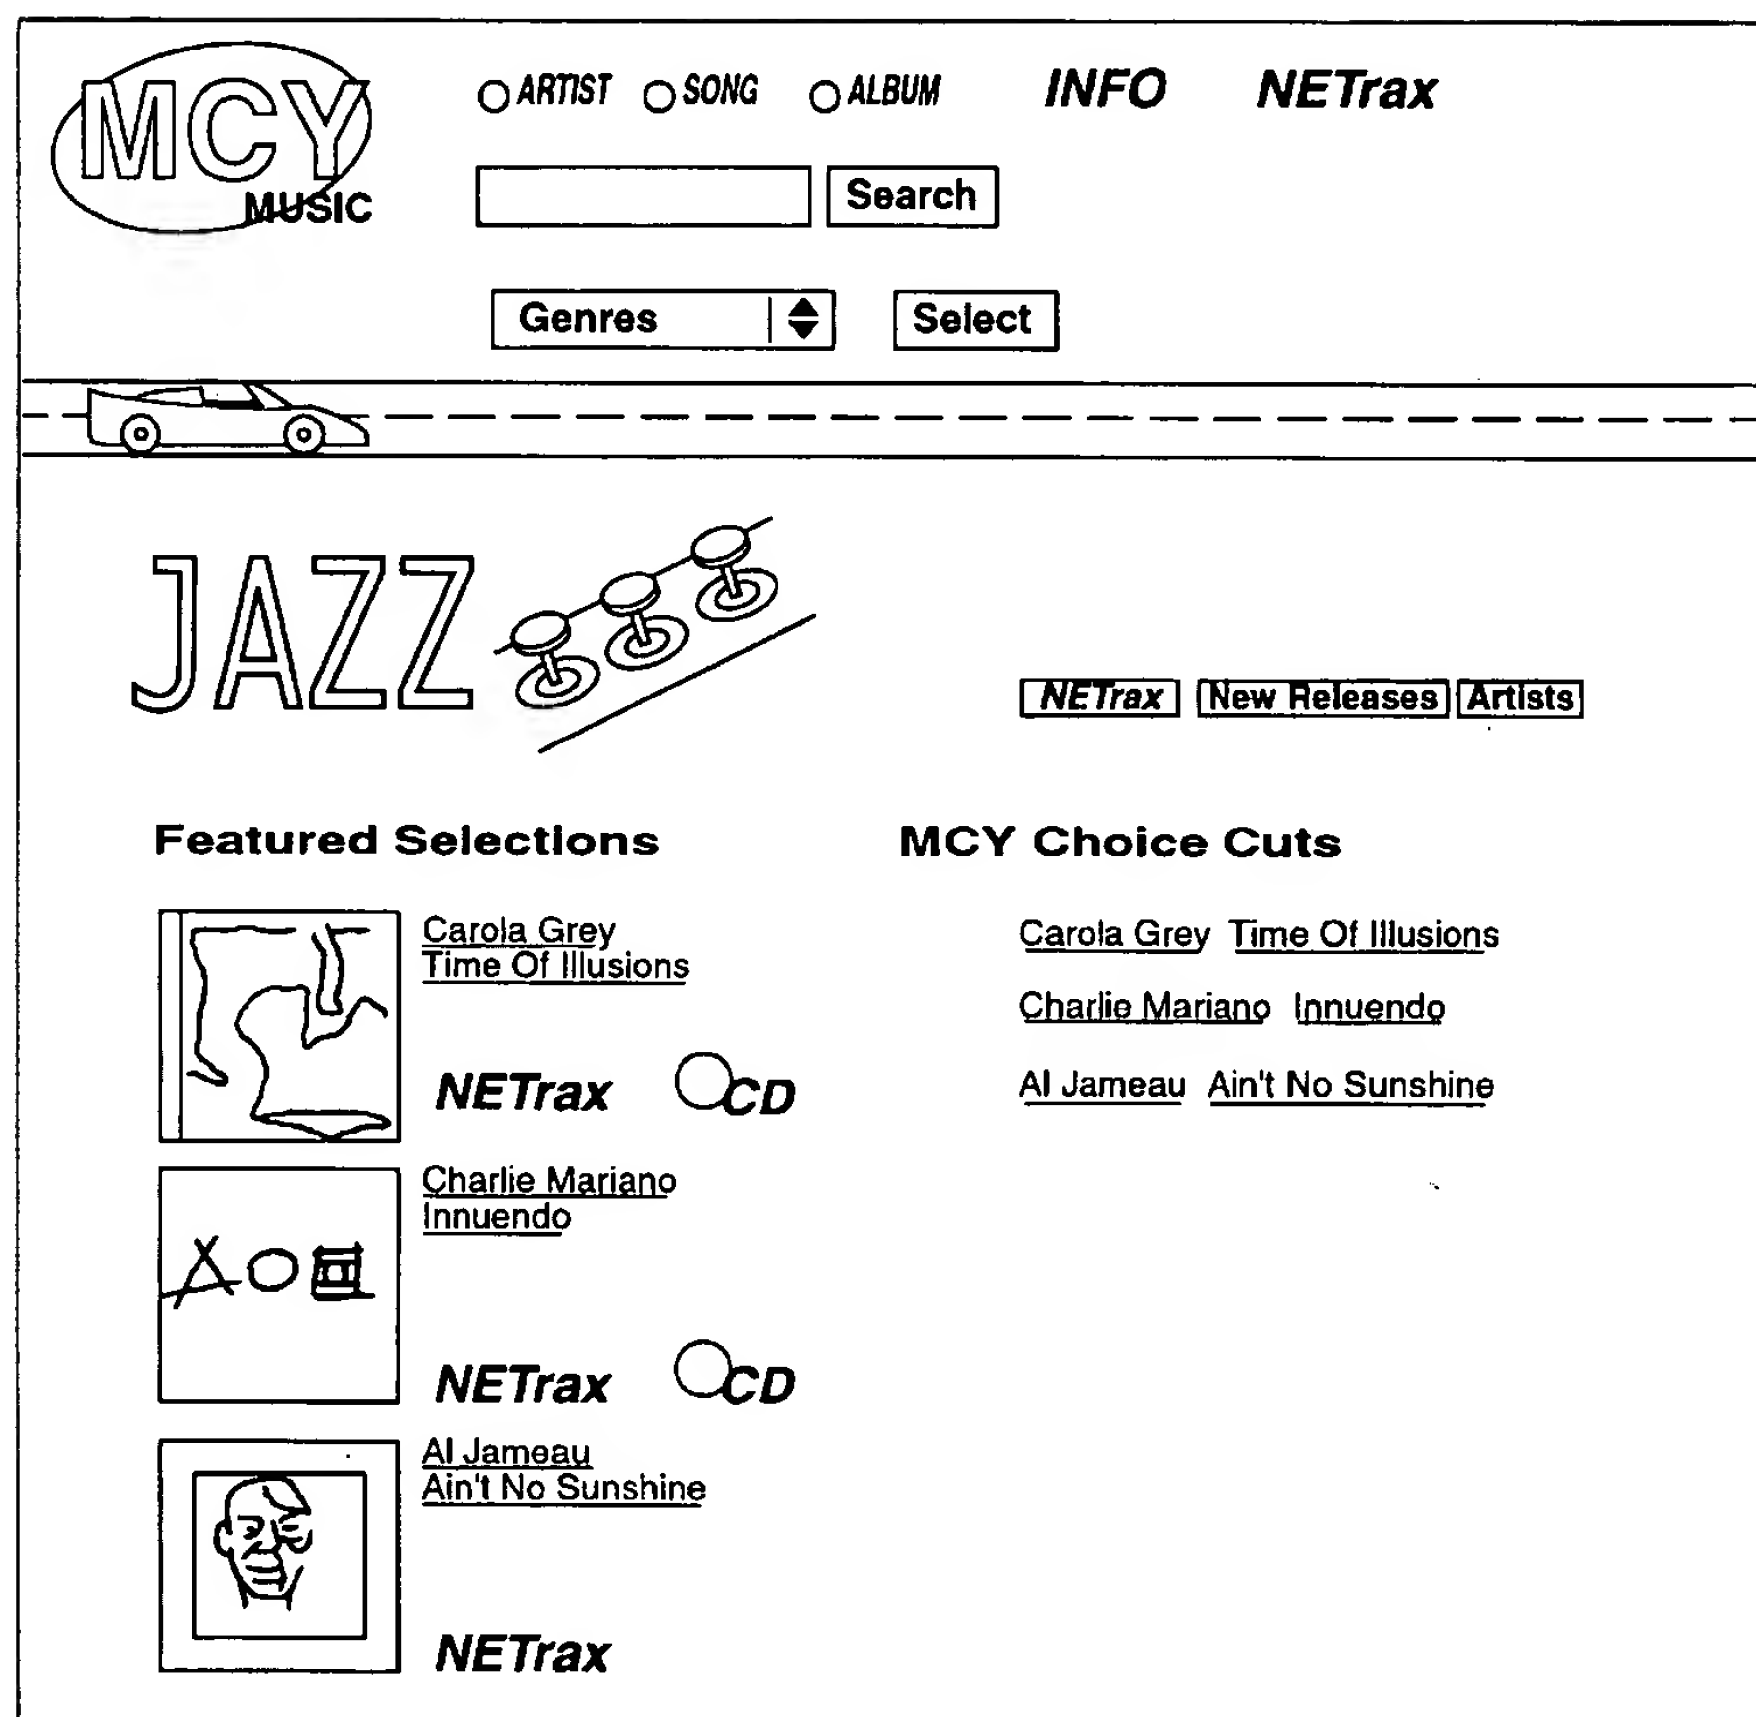 MCY
MUSIC
ARTIST SONG ALBUM INFO NETrax
Search
Genres Select
JAZZ
NETrax New Releases Artists
Featured Selections
Carola Grey
Time Of Illusions
NETrax CD
Charlie Mariano
Innuendo
NETrax CD
Al Jameau
Ain't No Sunshine
NETrax
MCY Choice Cuts
Carola Grey Time Of Illusions
Charlie Mariano Innuendo
Al Jameau Ain't No Sunshine